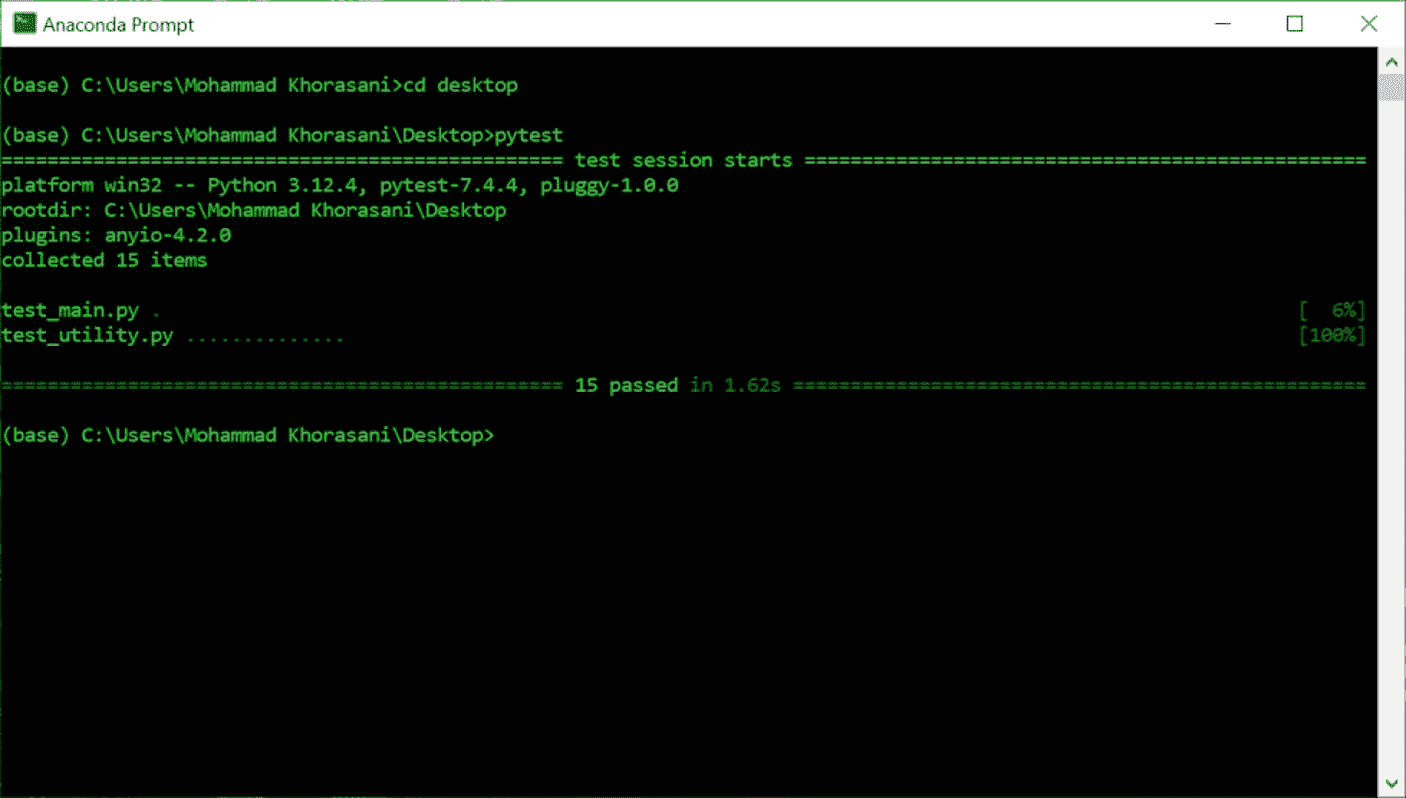 Anaconda Prompt
(base) C:\Users\Mohammad Khorasani>cd desktop
(base) C:\Users\Mohammad Khorasani\Desktop>pytest
================================================= test session starts =================================================
platform win32 -- Python 3.12.4, pytest-7.4.4, pluggy-1.0.0
rootdir: C:\Users\Mohammad Khorasani\Desktop
plugins: anyio-4.2.0
collected 15 items
test_main.py . [  6%]
test_utility.py .............. [100%]
================================================= 15 passed in 1.62s ==================================================
(base) C:\Users\Mohammad Khorasani\Desktop>